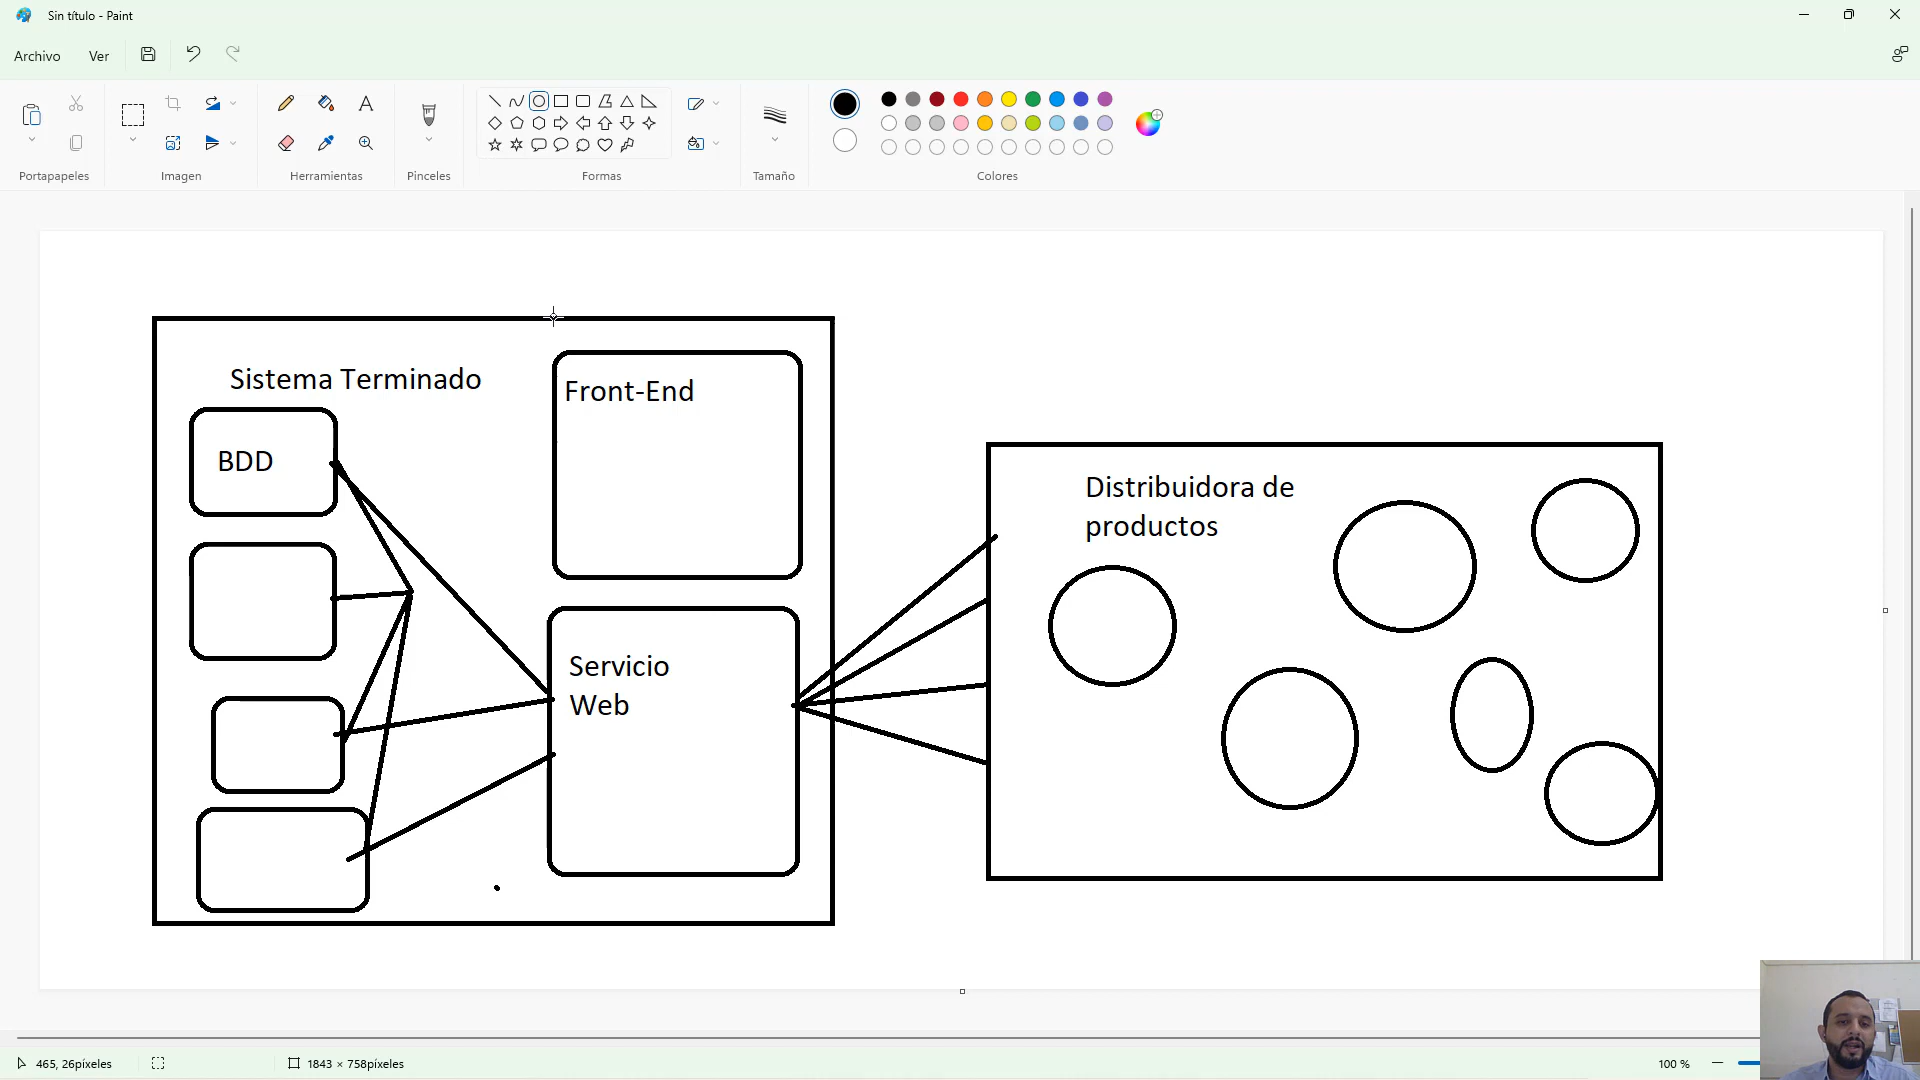 Sin título - Paint
Archivo
Ver
Portapapeles
Imagen
Herramientas
Pinceles
Formas
Tamaño
Colores
Sistema Terminado
Front-End
BDD
Servicio
Web
Distribuidora de
productos
465, 26píxeles
1843 × 758píxeles
100 %